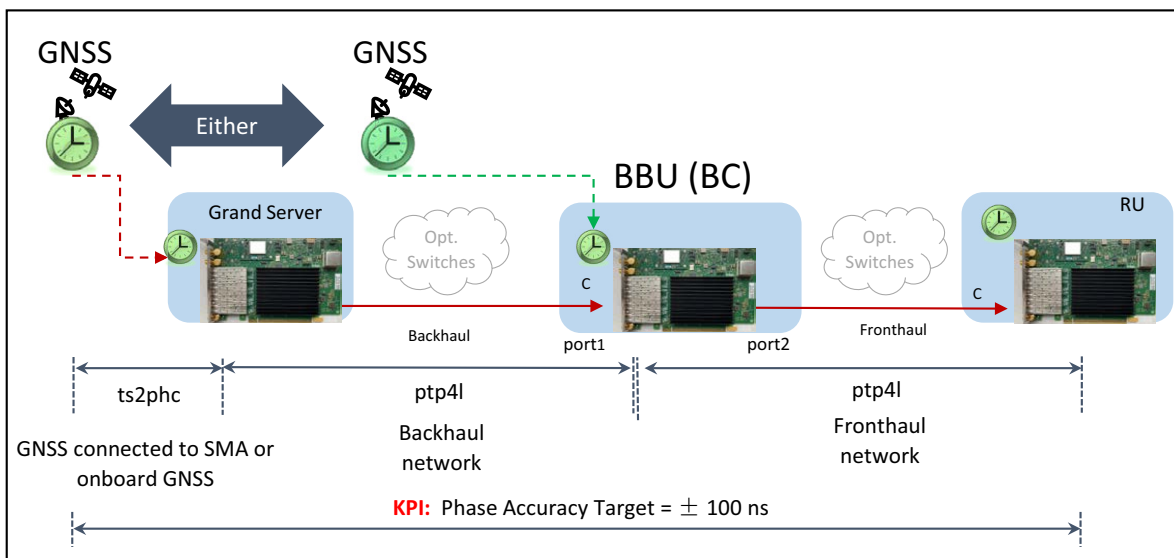 GNSS
GNSS
Either
BBU (BC)
Grand Server
RU
Opt.
Switches
Opt.
Switches
C
C
Backhaul
Fronthaul
port1
port2
ts2phc
ptp4l
ptp4l
Backhaul
network
Fronthaul
network
GNSS connected to SMA or
onboard GNSS
KPI: Phase Accuracy Target = ± 100 ns